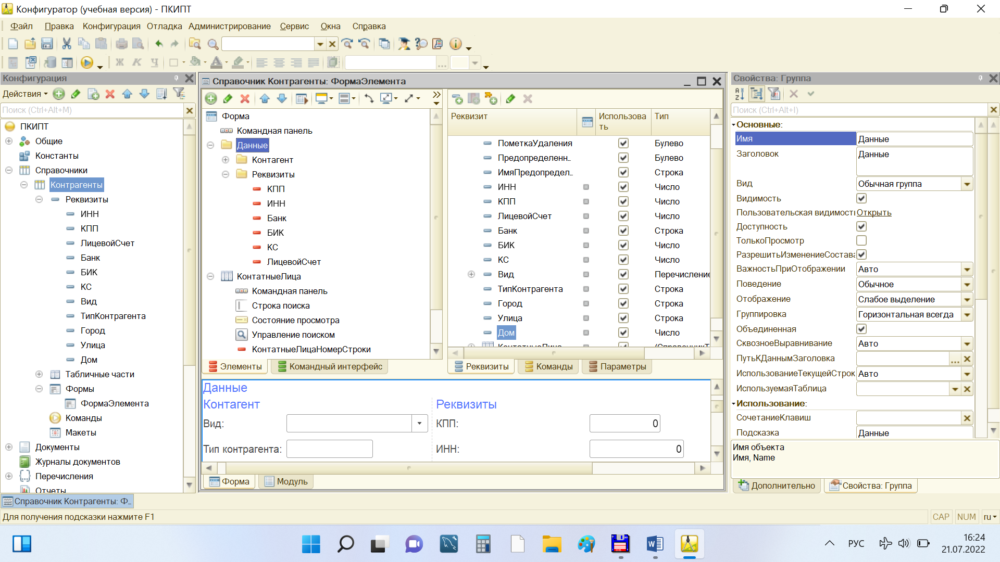 Конфигуратор (учебная версия) - ПКИПТ
Файл Правка Конфигурация Отладка Администрирование Сервис Окна Справка
Ж К Ч
Конфигурация
Действия
Поиск (Ctrl+Alt+M)
ПКИПТ
Общие
Константы
Справочники
Контрагенты
Реквизиты
ИНН
КПП
ЛицевойСчет
Банк
БИК
КС
Вид
ТипКонтрагента
Город
Улица
Дом
Табличные части
Формы
ФормаЭлемента
Команды
Макеты
Документы
Журналы документов
Перечисления
Отчеты
Справочник Контрагенты: ФормаЭлемента
Форма
Командная панель
Данные
Контагент
Реквизиты
КПП
ИНН
Банк
БИК
КС
ЛицевойСчет
КонтатныеЛица
Командная панель
Строка поиска
Состояние просмотра
Управление поиском
КонтатныеЛицаНомерСтроки
Элементы Командный интерфейс
Реквизит Использова
ть Тип
ПометкаУдаления Булево
Предопределенн... Булево
ИмяПредопредел... Строка
ИНН Число
КПП Число
ЛицевойСчет Число
Банк Строка
БИК Число
КС Число
Вид Перечисление
ТипКонтрагента Строка
Город Строка
Улица Строка
Дом Число
КонтатныеЛица (СправочникТ
Реквизиты Команды Параметры
Данные
Контагент Реквизиты
Вид: КПП: 0
Тип контрагента: ИНН: 0
Форма Модуль
Свойства: Группа
Поиск (Ctrl+Alt+I)
Основные:
Имя Данные
Заголовок Данные
Вид Обычная группа
Видимость
Пользовательская видимость Открыть
Доступность
ТолькоПросмотр
РазрешитьИзменениеСостава
ВажностьПриОтображении Авто
Поведение Обычное
Отображение Слабое выделение
Группировка Горизонтальная всегда
Объединенная
СквозноеВыравнивание Авто
ПутьКДаннымЗаголовка ...
ИспользованиеТекущейСтрок Авто
ИспользуемаяТаблица
Использование:
СочетаниеКлавиш
Подсказка Данные
Имя объекта
Имя, Name
Дополнительно Свойства: Группа
Справочник Контрагенты: Ф...
Для получения подсказки нажмите F1
CAP NUM ru
РУС
16:24
21.07.2022